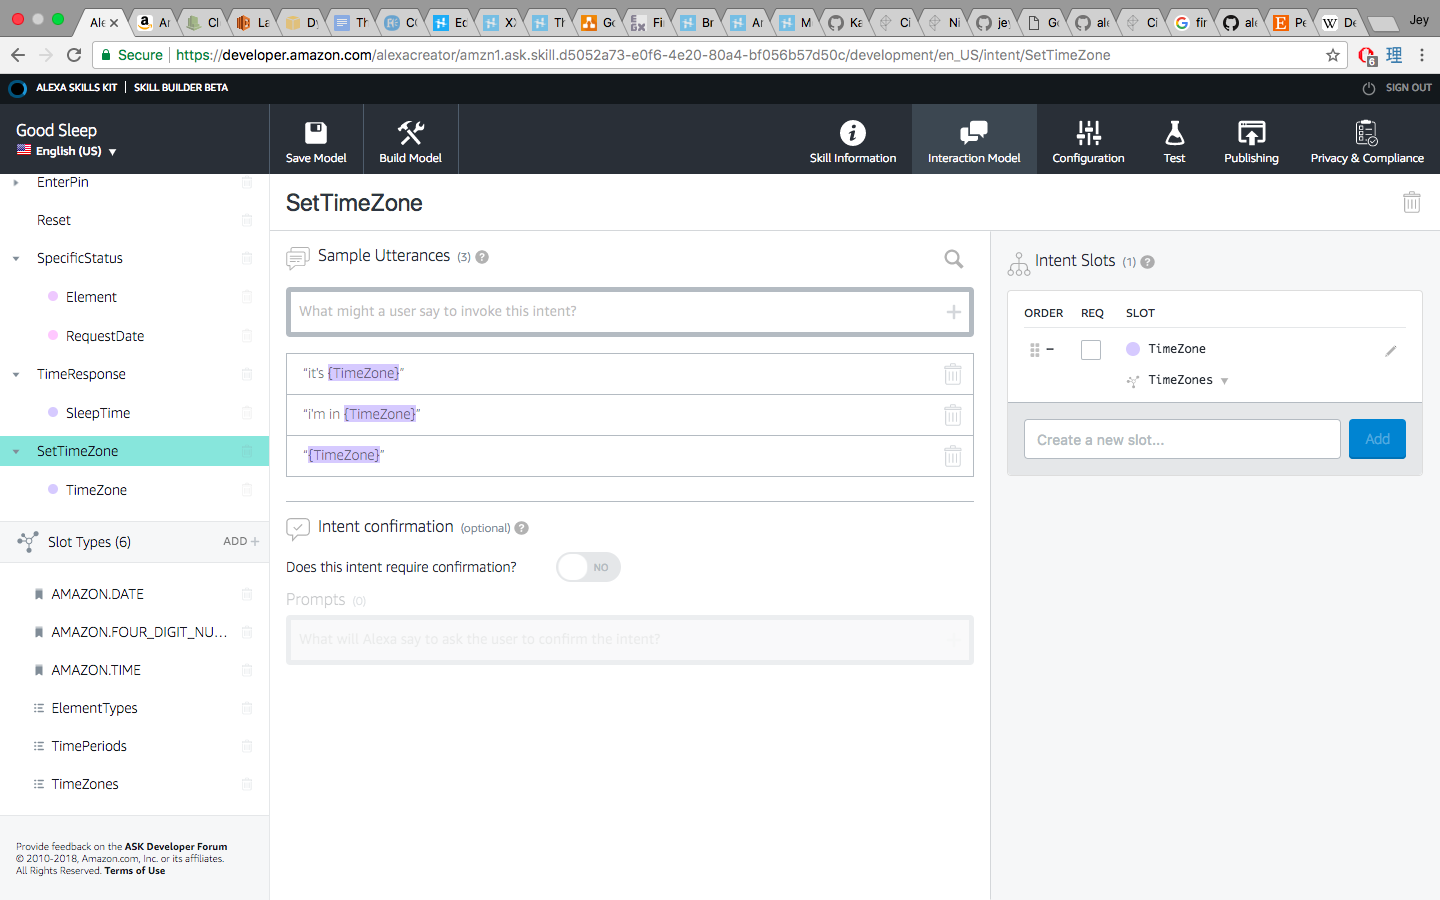 Ale
Ar
Cl
La
Dy
Th
CC
Ec
XX
Th
Gc
Fir
Br
Ar
M
Ka
Ci
Ni
jey
Gc
ale
Ci
fir
ale
Pe
De
Jey
Secure https://developer.amazon.com/alexacreator/amzn1.ask.skill.d5052a73-e0f6-4e20-80a4-bf056b57d50c/development/en_US/intent/SetTimeZone
6
理
ALEXA SKILLS KIT | SKILL BUILDER BETA
SIGN OUT
Good Sleep
English (US)
Save Model
Build Model
Skill Information
Interaction Model
Configuration
Test
Publishing
Privacy & Compliance
EnterPin
Reset
SpecificStatus
Element
RequestDate
TimeResponse
SleepTime
SetTimeZone
TimeZone
Slot Types (6)
ADD +
AMAZON.DATE
AMAZON.FOUR_DIGIT_NU...
AMAZON.TIME
ElementTypes
TimePeriods
TimeZones
Provide feedback on the ASK Developer Forum
© 2010-2018, Amazon.com, Inc. or its affiliates.
All Rights Reserved. Terms of Use
SetTimeZone
Sample Utterances (3) ?
What might a user say to invoke this intent?
“it's {TimeZone}”
“i'm in {TimeZone}”
“{TimeZone}”
Intent confirmation (optional) ?
Does this intent require confirmation?
NO
Prompts (0)
What will Alexa say to ask the user to confirm the intent?
Intent Slots (1) ?
ORDER REQ SLOT
TimeZone
TimeZones
Create a new slot...
Add